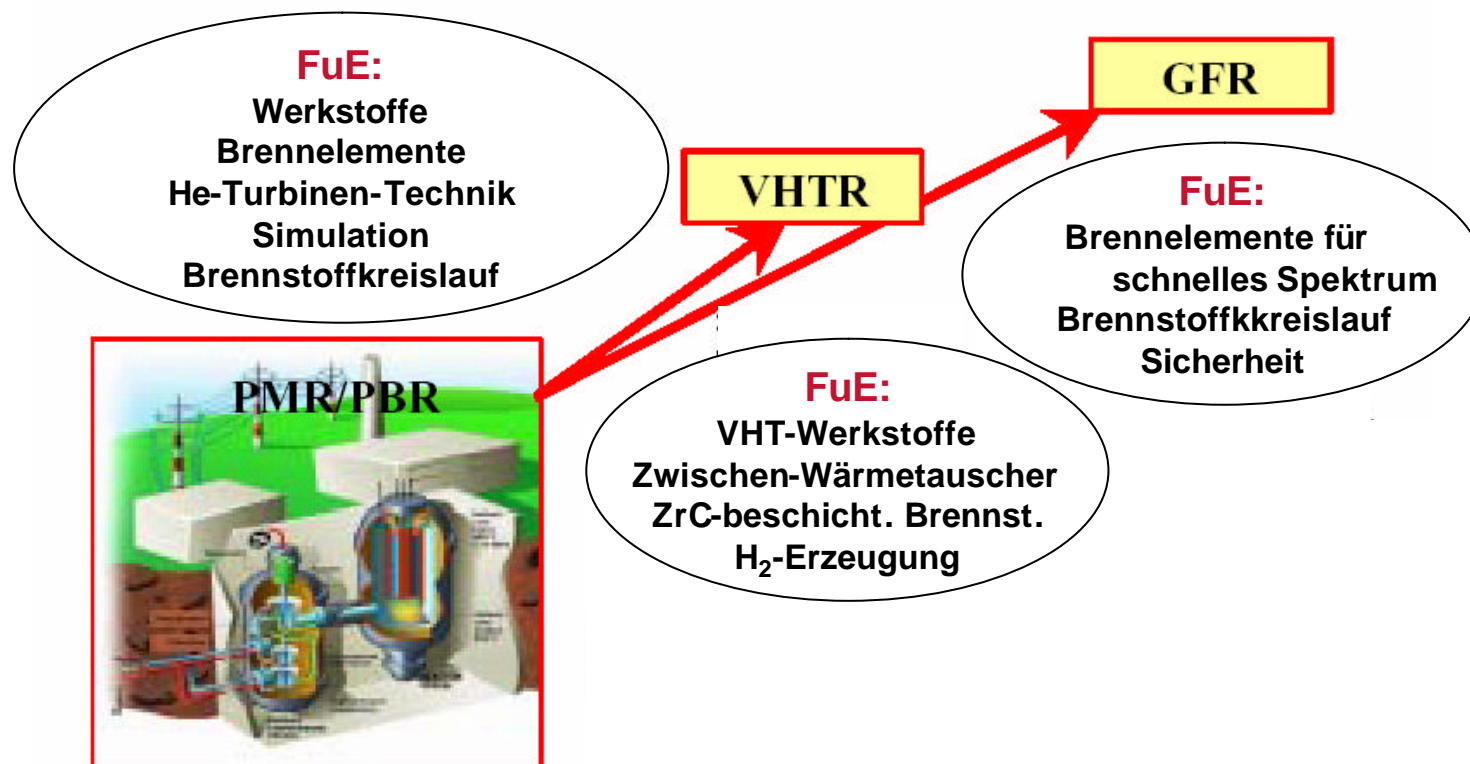 FuE:
Werkstoffe
Brennelemente
He-Turbinen-Technik
Simulation
Brennstoffkreislauf
GFR
VHTR
FuE:
Brennelemente für
schnelles Spektrum
Brennstoffkkreislauf
Sicherheit
PMR/PBR
FuE:
VHT-Werkstoffe
Zwischen-Wärmetauscher
ZrC-beschicht. Brennst.
H₂-Erzeugung